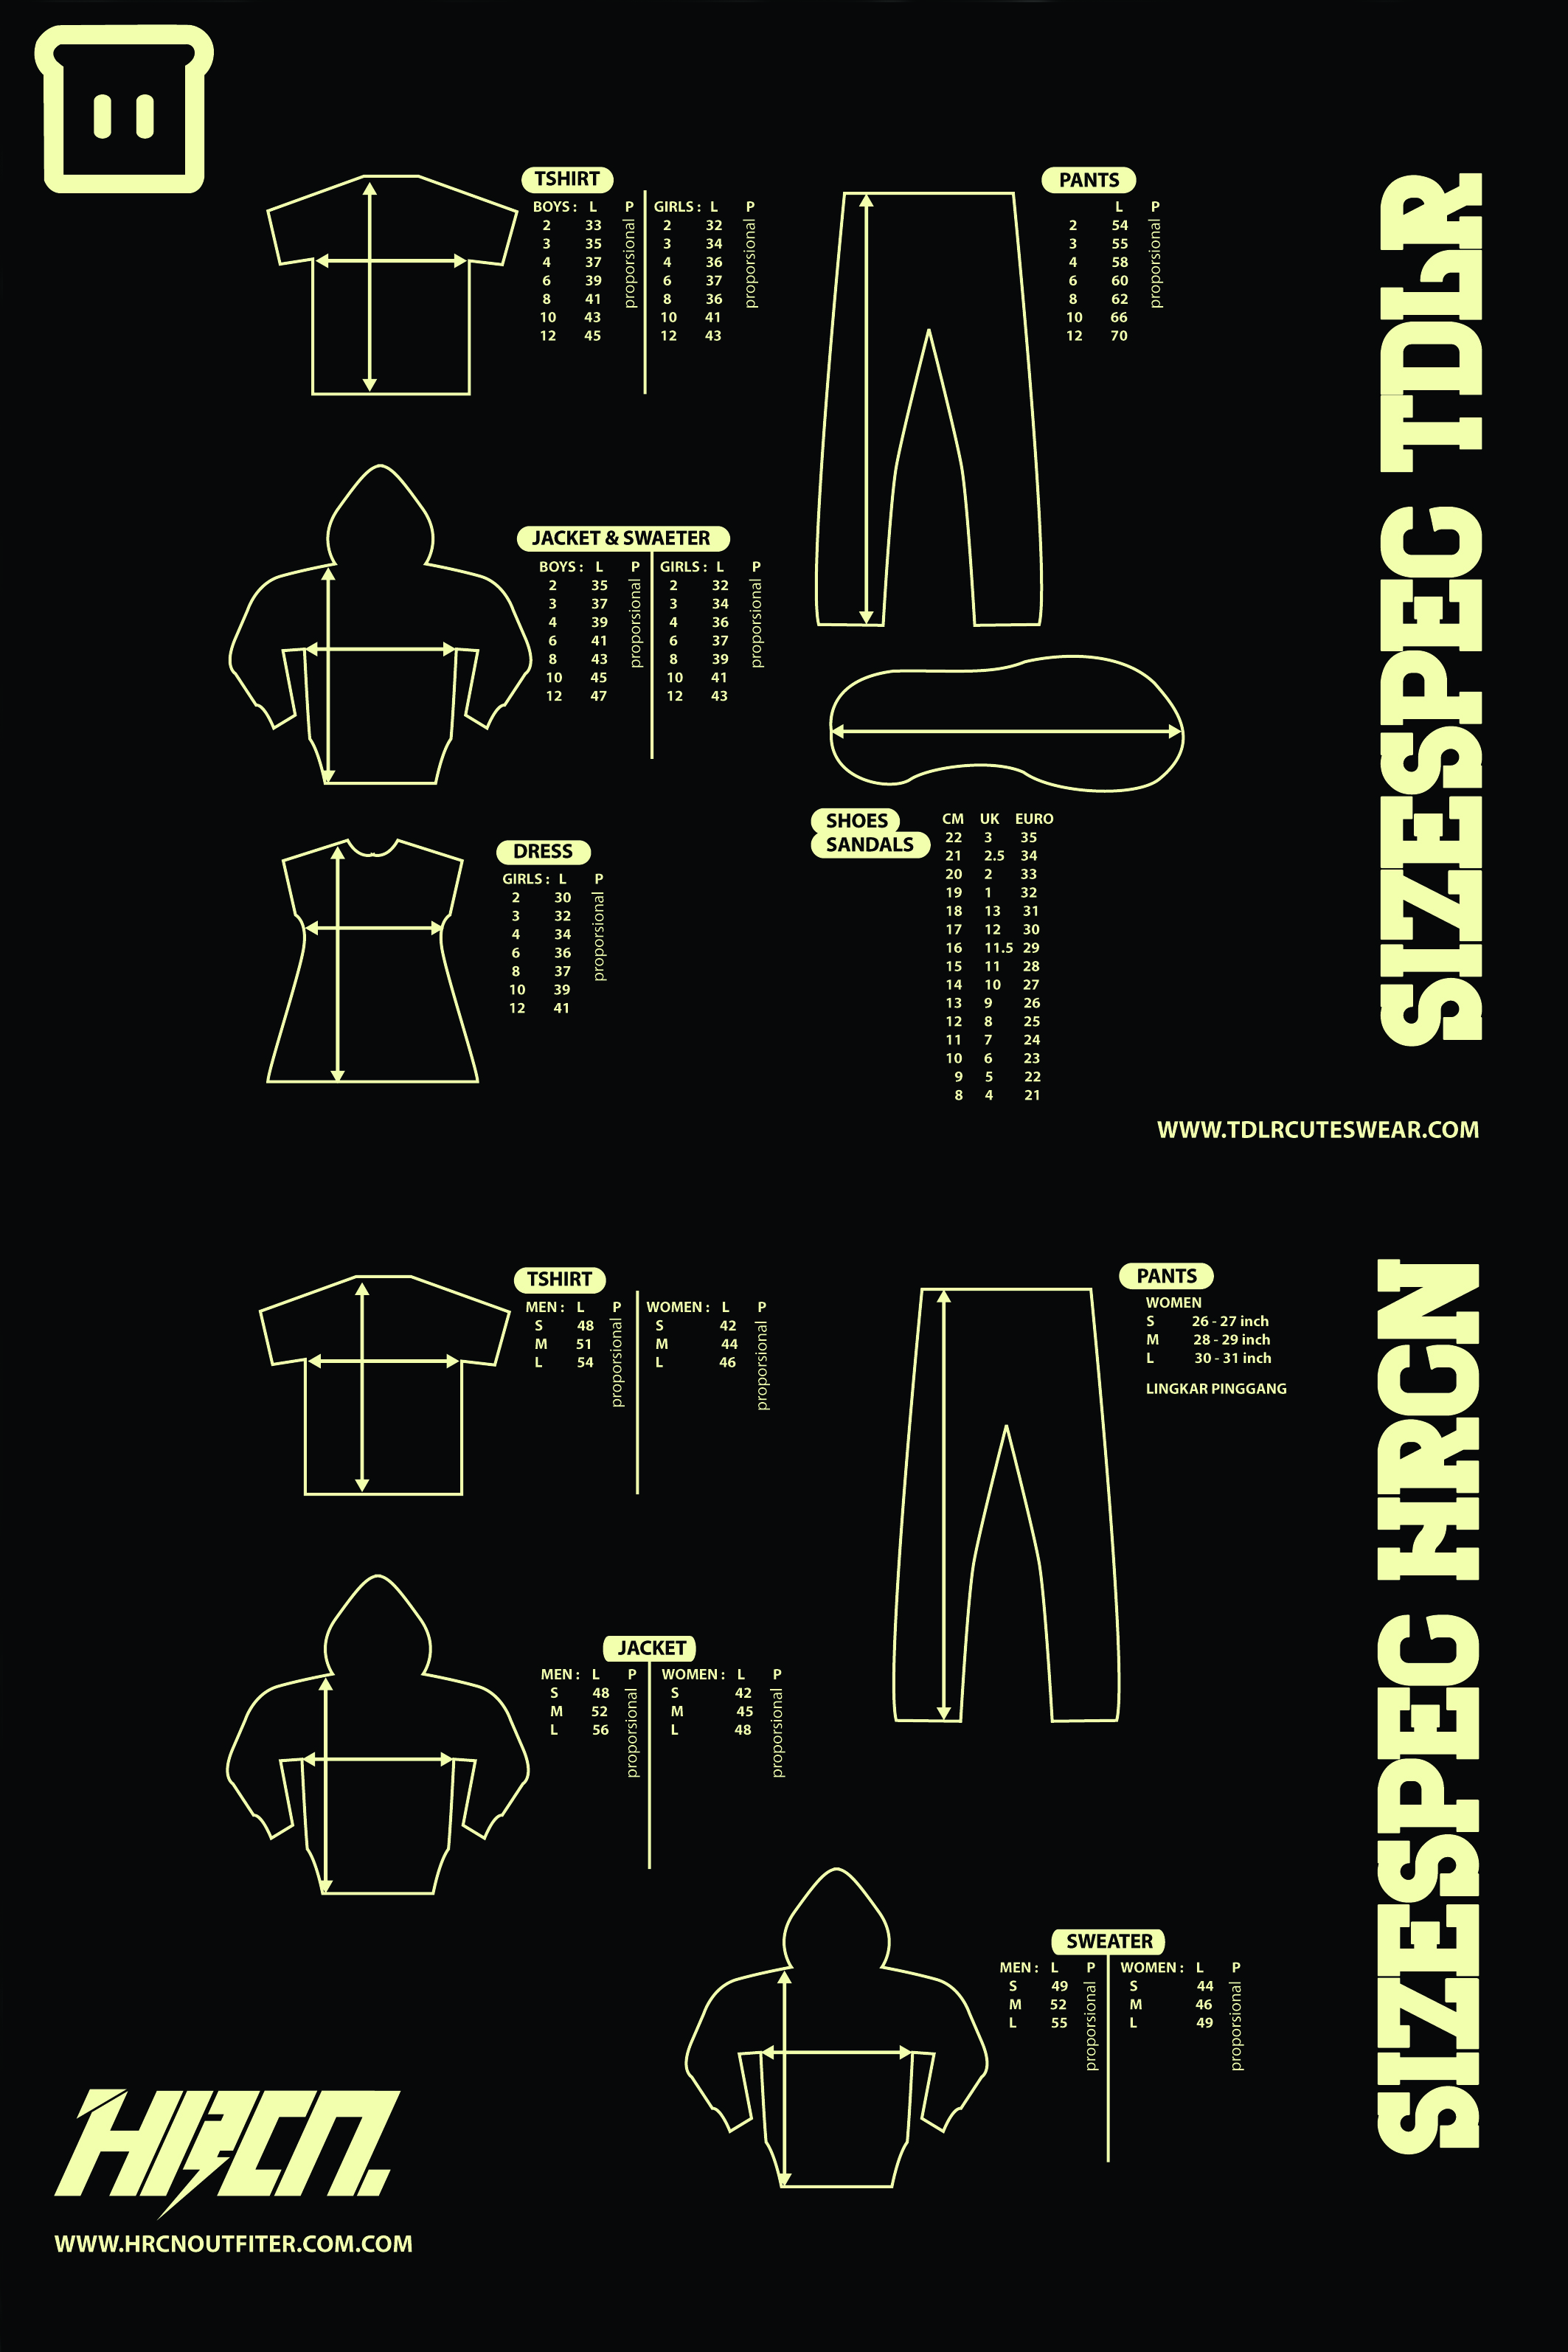 TSHIRT
BOYS : L P GIRLS : L P
2 33 2 32
3 35 3 34
4 37 4 36
6 39 6 37
8 41 8 36
10 43 10 41
12 45 12 43
proporsional
proporsional
PANTS
L P
2 54
3 55
4 58
6 60
8 62
10 66
12 70
proporsional
JACKET & SWAETER
BOYS : L P GIRLS : L P
2 35 2 32
3 37 3 34
4 39 4 36
6 41 6 37
8 43 8 39
10 45 10 41
12 47 12 43
proporsional
proporsional
DRESS
GIRLS : L P
2 30
3 32
4 34
6 36
8 37
10 39
12 41
proporsional
SHOES
SANDALS
CM UK EURO
22 3 35
21 2.5 34
20 2 33
19 1 32
18 13 31
17 12 30
16 11.5 29
15 11 28
14 10 27
13 9 26
12 8 25
11 7 24
10 6 23
9 5 22
8 4 21
SIZESPEC TDLR
WWW.TDLRCUTESWEAR.COM
TSHIRT
MEN : L P WOMEN : L P
S 48 S 42
M 51 M 44
L 54 L 46
proporsional
proporsional
PANTS
WOMEN
S 26 - 27 inch
M 28 - 29 inch
L 30 - 31 inch
LINGKAR PINGGANG
JACKET
MEN : L P WOMEN : L P
S 48 S 42
M 52 M 45
L 56 L 48
proporsional
proporsional
SWEATER
MEN : L P WOMEN : L P
S 49 S 44
M 52 M 46
L 55 L 49
proporsional
proporsional
SIZESPEC HRCN
HRCN.
WWW.HRCNOUTFITER.COM.COM